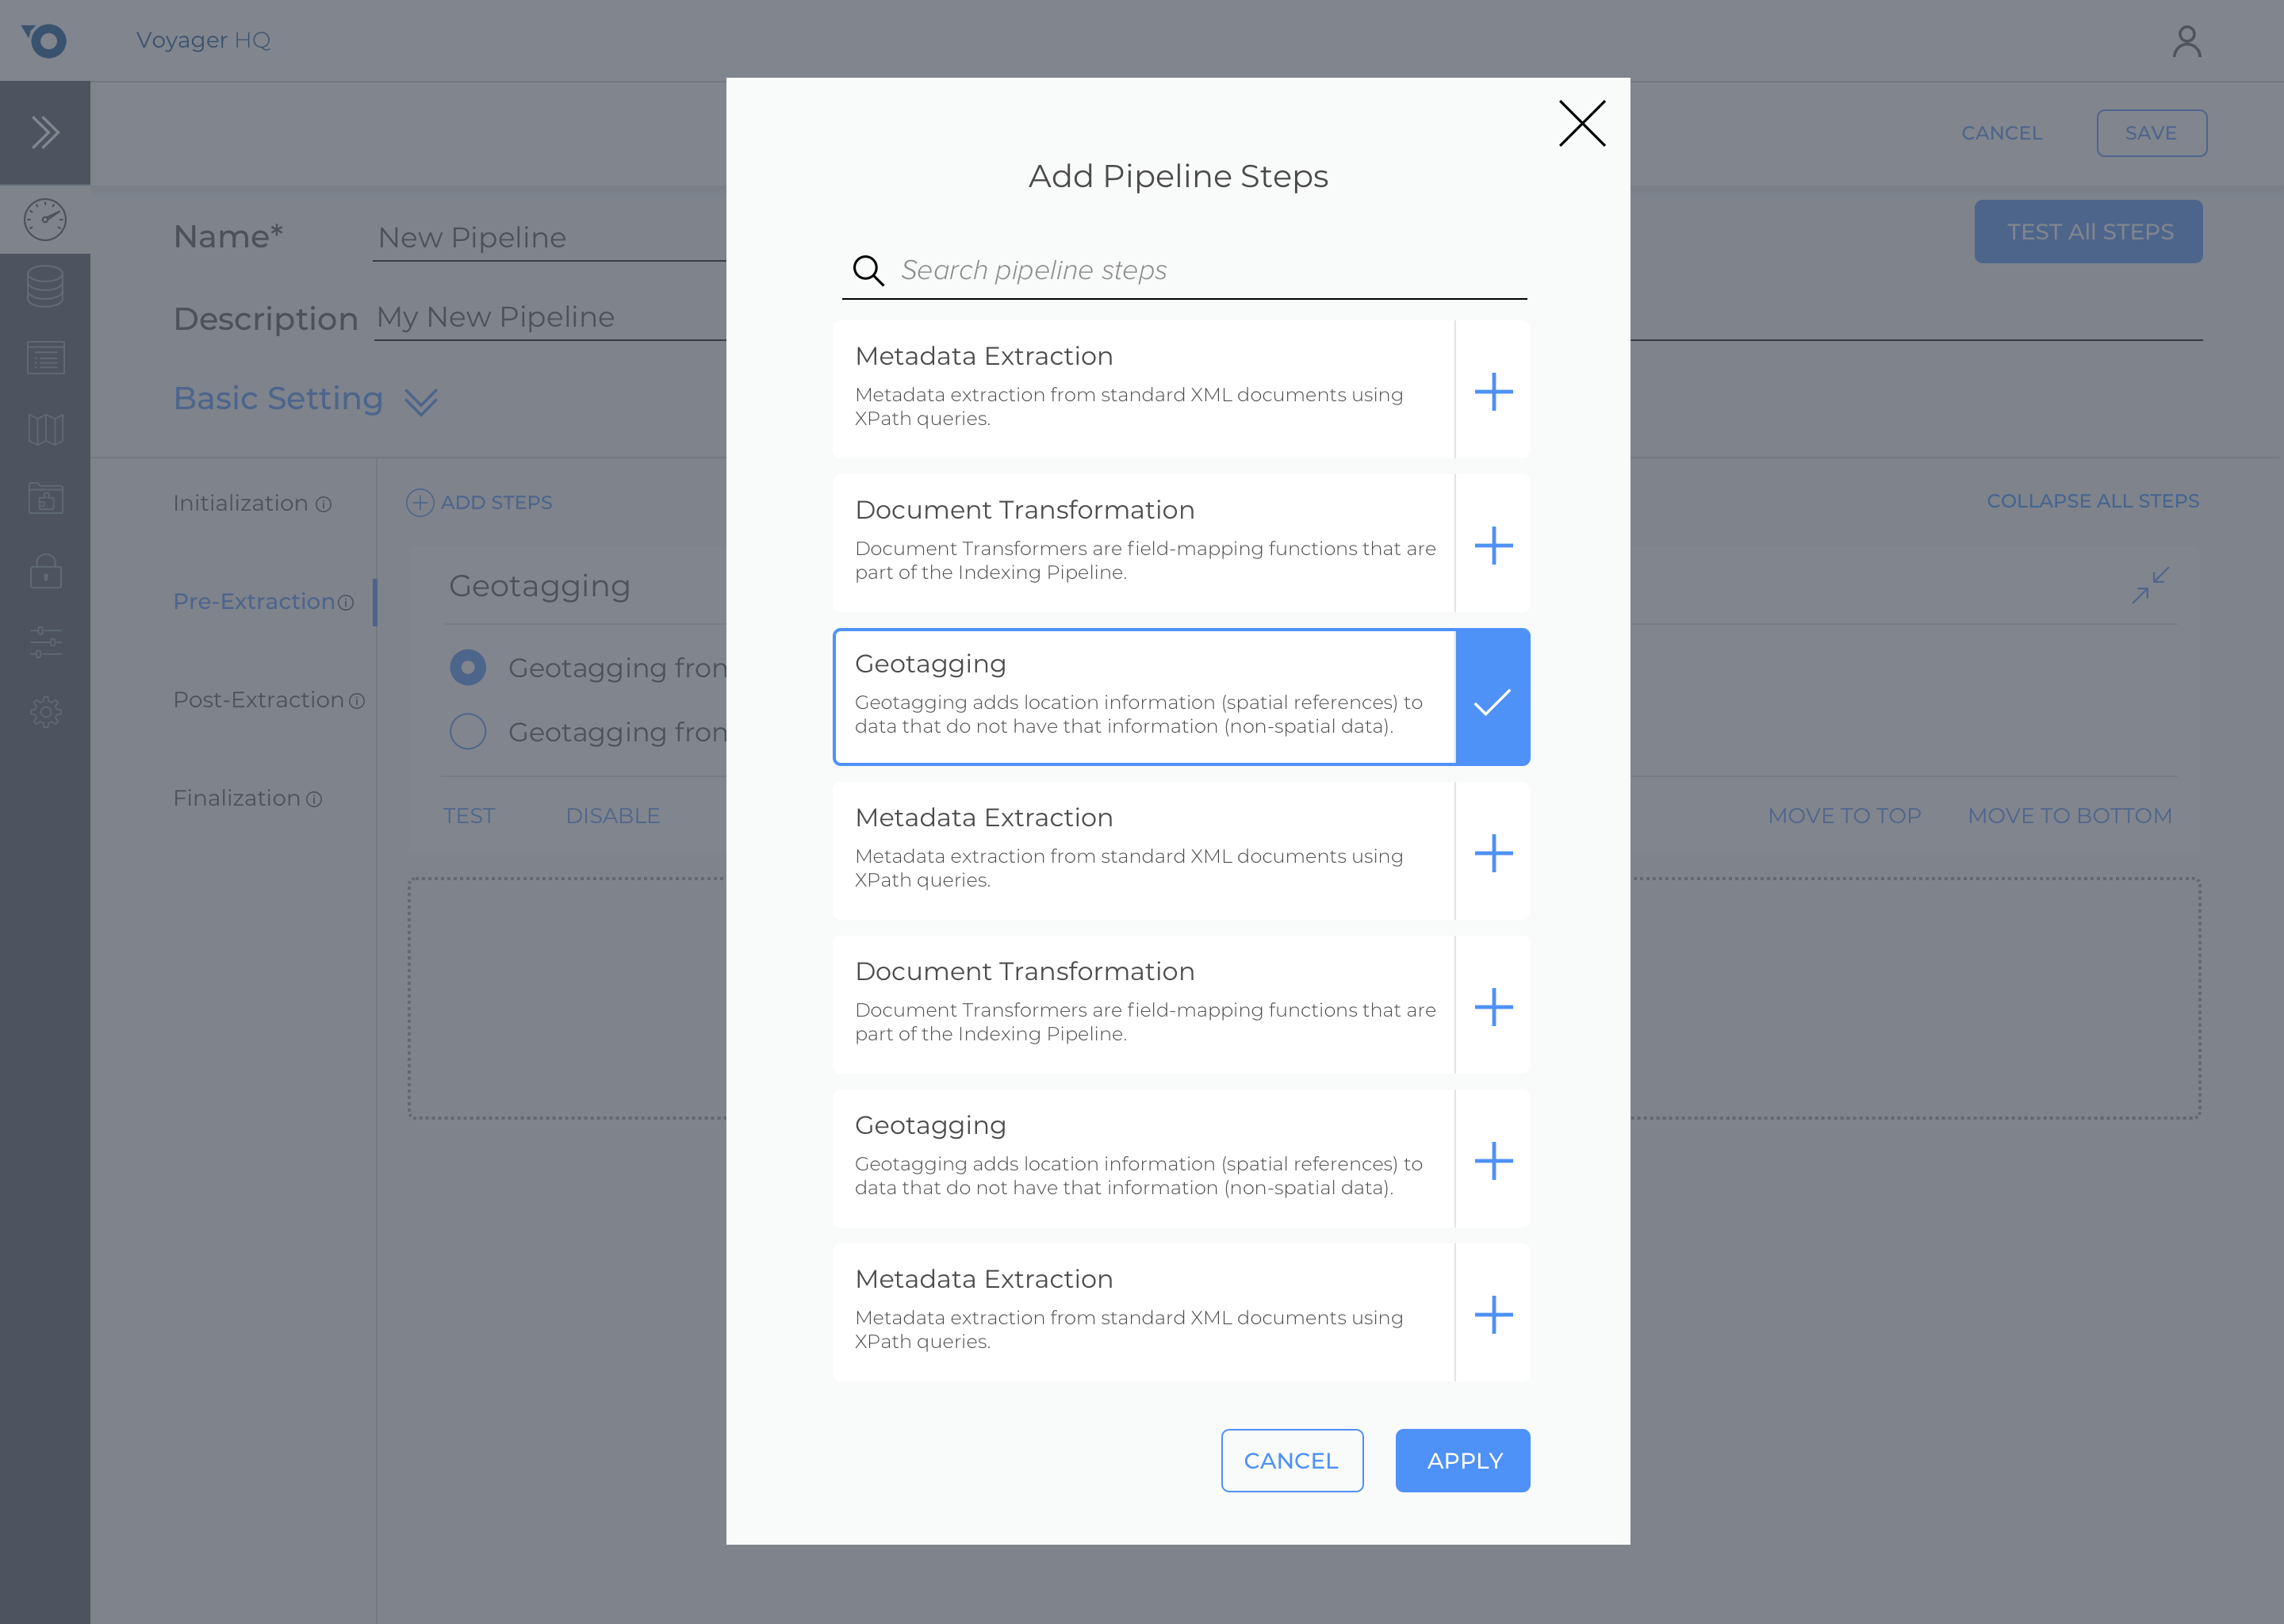 Voyager HQ
CANCEL
SAVE
Name*
New Pipeline
TEST All STEPS
Description
My New Pipeline
Basic Setting
Initialization
Pre-Extraction
Post-Extraction
Finalization
ADD STEPS
COLLAPSE ALL STEPS
Geotagging
Geotagging from
Geotagging from
TEST
DISABLE
MOVE TO TOP
MOVE TO BOTTOM
Add Pipeline Steps
Search pipeline steps
Metadata Extraction
Metadata extraction from standard XML documents using
XPath queries.
Document Transformation
Document Transformers are field-mapping functions that are
part of the Indexing Pipeline.
Geotagging
Geotagging adds location information (spatial references) to
data that do not have that information (non-spatial data).
Metadata Extraction
Metadata extraction from standard XML documents using
XPath queries.
Document Transformation
Document Transformers are field-mapping functions that are
part of the Indexing Pipeline.
Geotagging
Geotagging adds location information (spatial references) to
data that do not have that information (non-spatial data).
Metadata Extraction
Metadata extraction from standard XML documents using
XPath queries.
CANCEL
APPLY